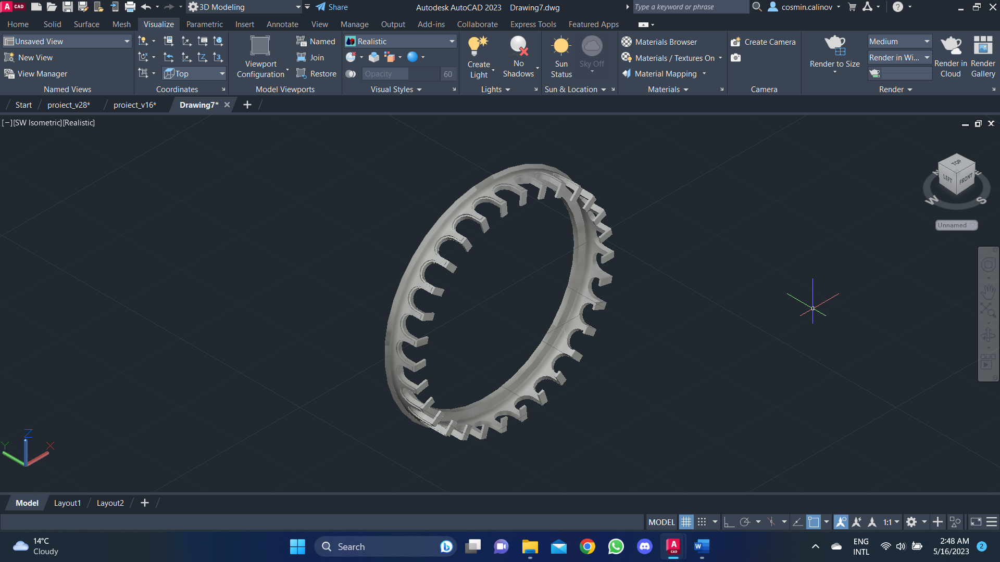 A CAD
3D Modeling
Share
Autodesk AutoCAD 2023 Drawing7.dwg
Type a keyword or phrase
cosmin.calinov
Home Solid Surface Mesh Visualize Parametric Insert Annotate View Manage Output Add-ins Collaborate Express Tools Featured Apps
Unsaved View
New View
View Manager
Named Views
Top
Coordinates
Viewport Configuration
Named
Join
Restore
Model Viewports
Realistic
Opacity 60
Visual Styles
Create Light
No Shadows
Lights
Sun Status
Sky Off
Sun & Location
Materials Browser
Materials / Textures On
Material Mapping
Materials
Create Camera
Camera
Render to Size
Medium
Render in Wi...
Render in Cloud
Render Gallery
Render
Start proiect_v28* proiect_v16* Drawing7*
[−][SW Isometric][Realistic]
TOP
LEFT
FRONT
N
E
W
S
Unnamed
Z
Y
X
Model Layout1 Layout2
MODEL
1:1
14°C
Cloudy
Search
ENG
INTL
2:48 AM
5/16/2023
2